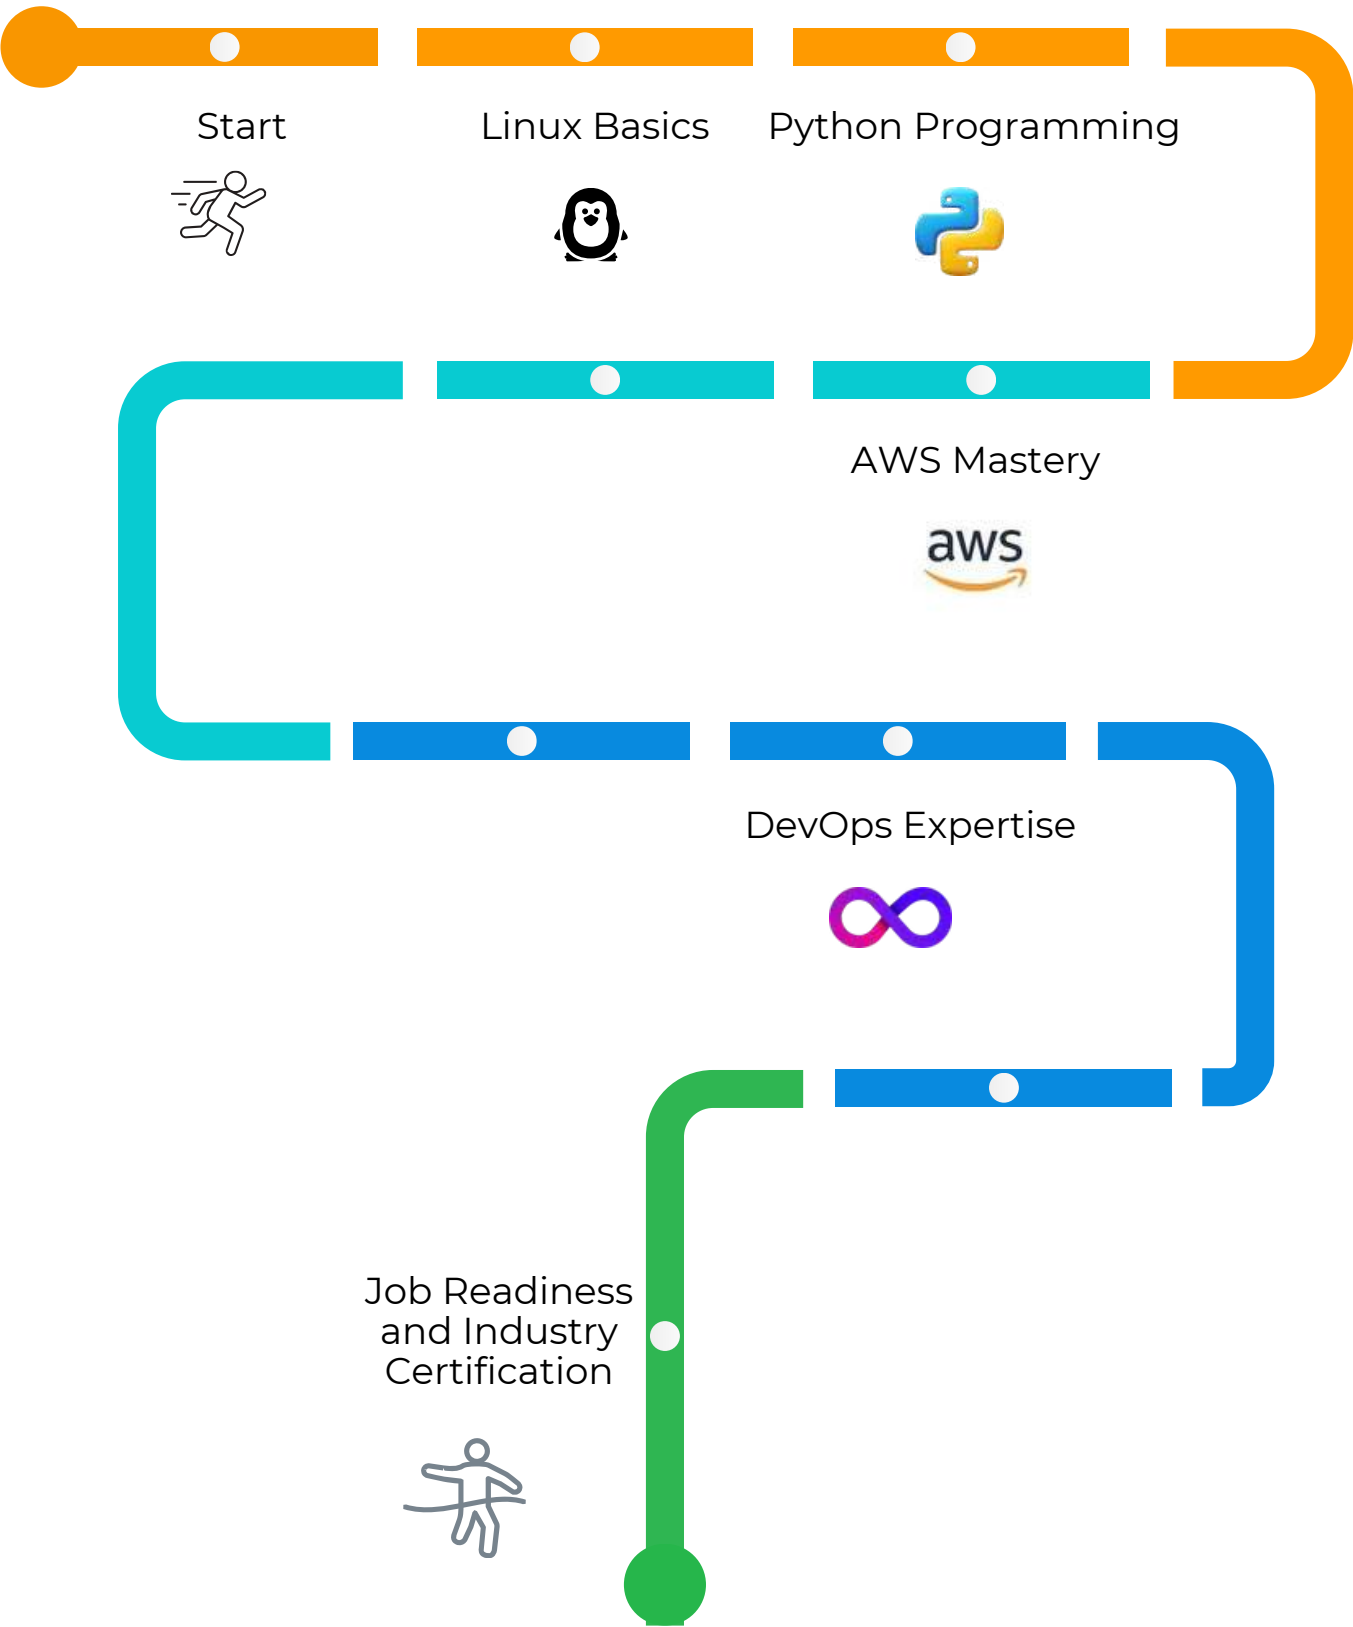 Start
Linux Basics
Python Programming
AWS Mastery
aws
DevOps Expertise
Job Readiness
and Industry
Certification